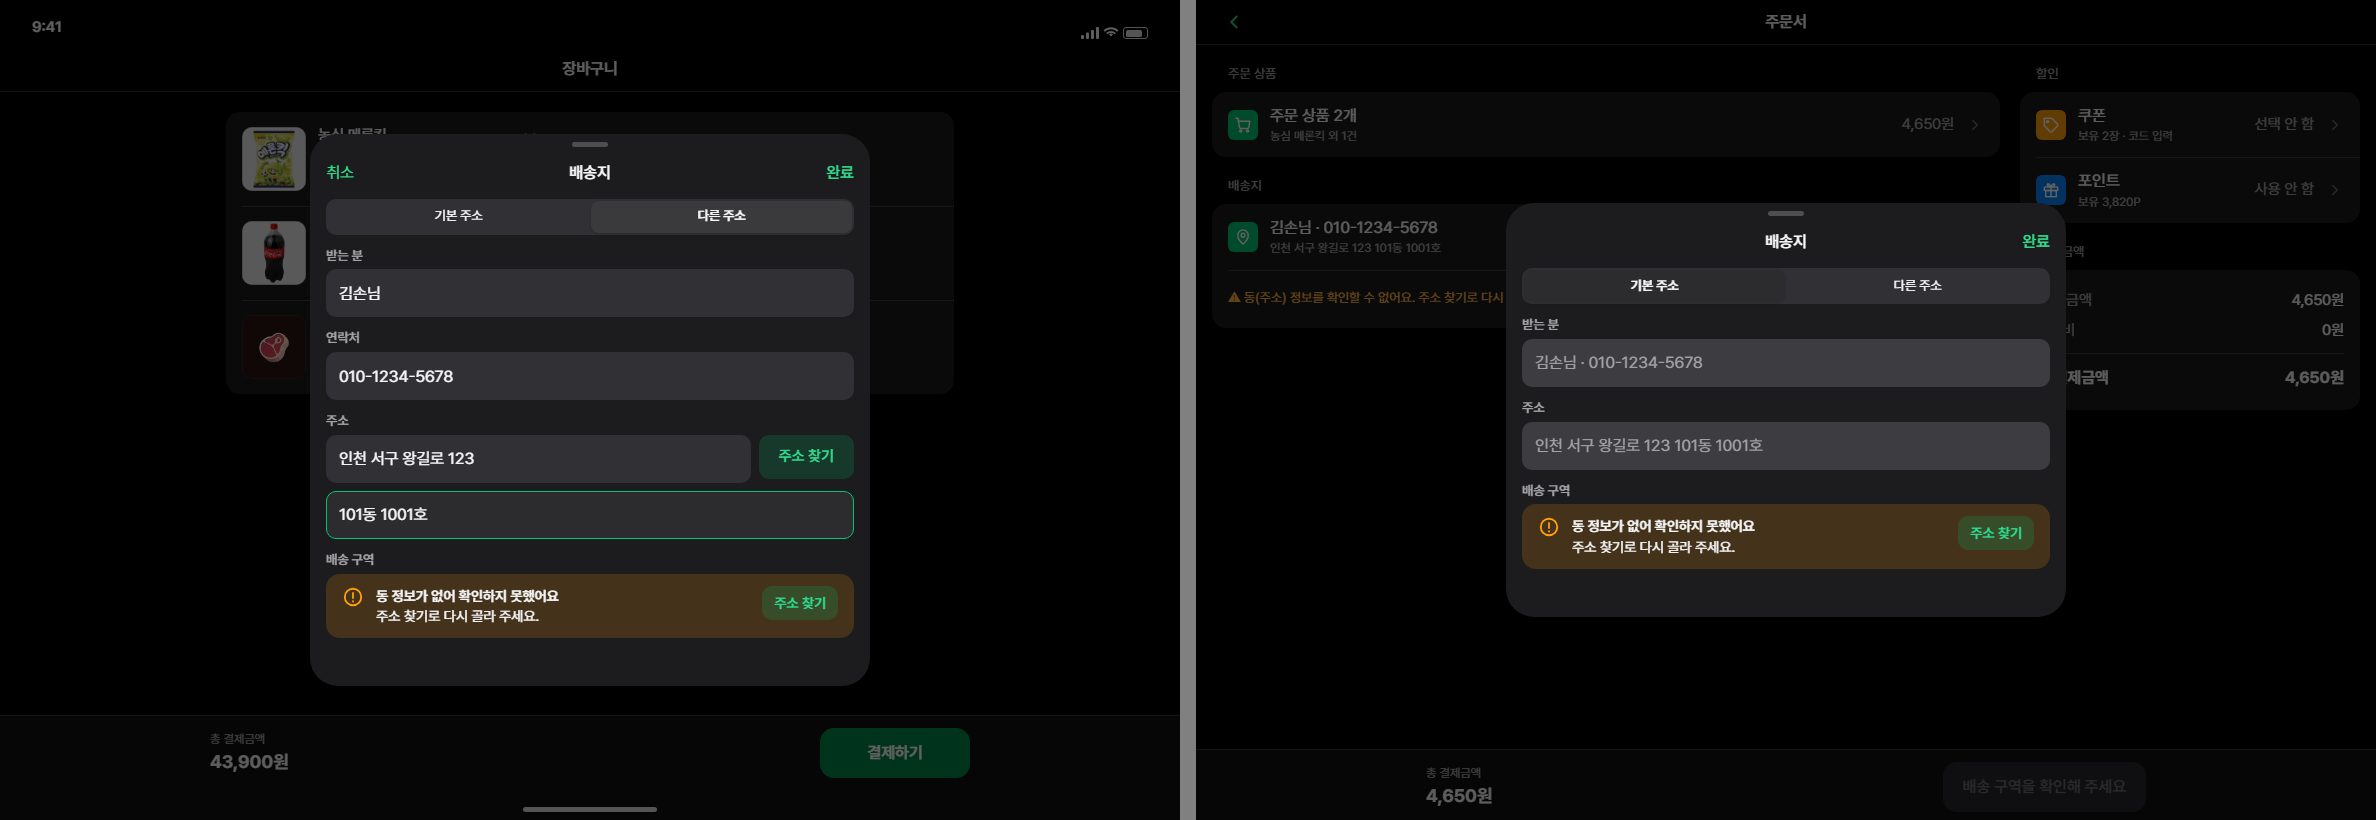 9:41
장바구니
농심 메론킥
취소
배송지
완료
기본 주소
다른 주소
받는 분
김손님
연락처
010-1234-5678
주소
인천 서구 왕길로 123
주소 찾기
101동 1001호
배송 구역
동 정보가 없어 확인하지 못했어요
주소 찾기로 다시 골라 주세요.
주소 찾기
총 결제금액
43,900원
결제하기
주문서
주문 상품
주문 상품 2개
농심 메론킥 외 1건
4,650원
배송지
김손님 · 010-1234-5678
인천 서구 왕길로 123 101동 1001호
동(주소) 정보를 확인할 수 없어요. 주소 찾기로 다시
할인
쿠폰
보유 2장 · 코드 입력
선택 안 함
포인트
보유 3,820P
사용 안 함
금액
금액
4,650원
비
0원
제금액
4,650원
배송지
완료
기본 주소
다른 주소
받는 분
김손님 · 010-1234-5678
주소
인천 서구 왕길로 123 101동 1001호
배송 구역
동 정보가 없어 확인하지 못했어요
주소 찾기로 다시 골라 주세요.
주소 찾기
총 결제금액
4,650원
배송 구역을 확인해 주세요